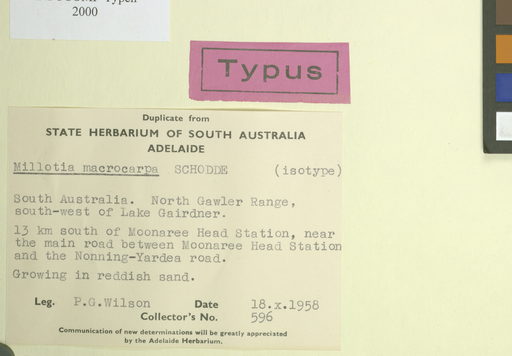 2000
Typus
Duplicate from
STATE HERBARIUM OF SOUTH AUSTRALIA
ADELAIDE
Millotia macrocarpa SCHODDE (isotype)
South Australia. North Gawler Range,
south-west of Lake Gairdner.
13 km south of Moonaree Head Station, near
the main road between Moonaree Head Station
and the Nonning-Yardea road.
Growing in reddish sand.
Leg. P.G.Wilson Date 18.x.1958
Collector's No. 596
Communication of new determinations will be greatly appreciated
by the Adelaide Herbarium.